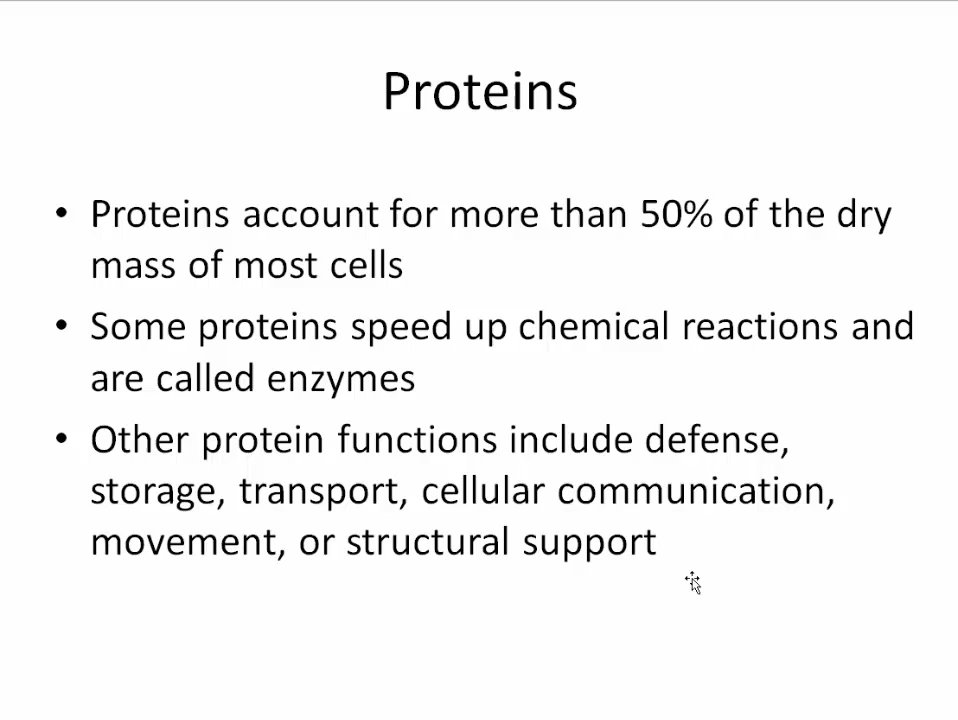 Proteins
• Proteins account for more than 50% of the dry
mass of most cells
• Some proteins speed up chemical reactions and
are called enzymes
• Other protein functions include defense,
storage, transport, cellular communication,
movement, or structural support